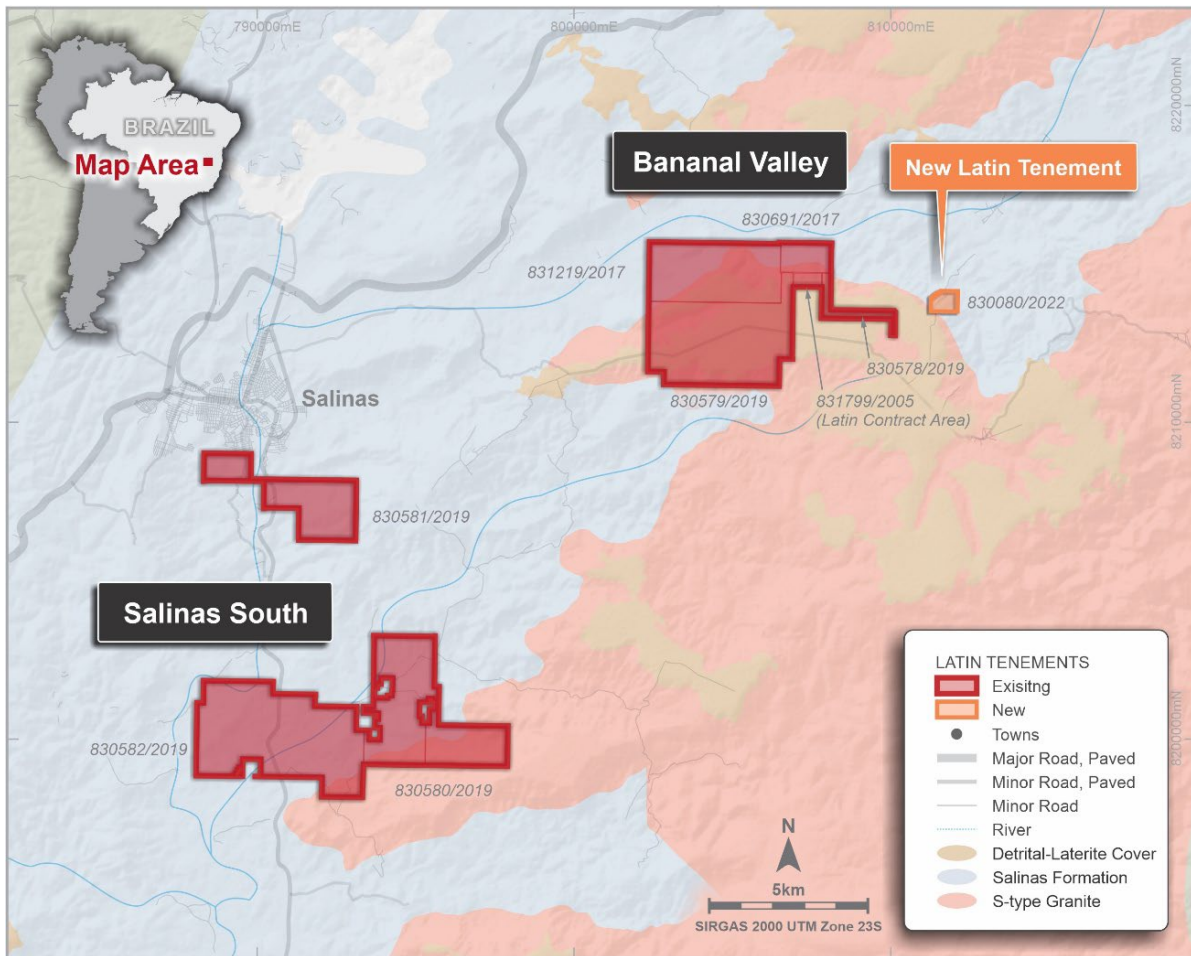 790000mE
800000mE
810000mE
8220000mN
BRAZIL
Map Area
Bananal Valley
New Latin Tenement
830691/2017
831219/2017
830080/2022
830578/2019
830579/2019
831799/2005
(Latin Contract Area)
Salinas
8210000mN
830581/2019
Salinas South
830582/2019
830580/2019
8200000mN
LATIN TENEMENTS
Exisitng
New
Towns
Major Road, Paved
Minor Road, Paved
Minor Road
River
Detrital-Laterite Cover
Salinas Formation
S-type Granite
N
5km
SIRGAS 2000 UTM Zone 23S